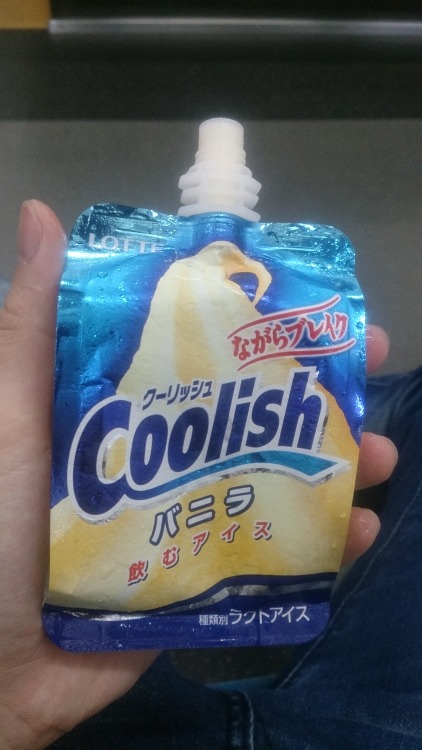 LOTTE
ながらブレイク
クーリッシュ
Coolish
バニラ
飲むアイス
種類別 ラクトアイス